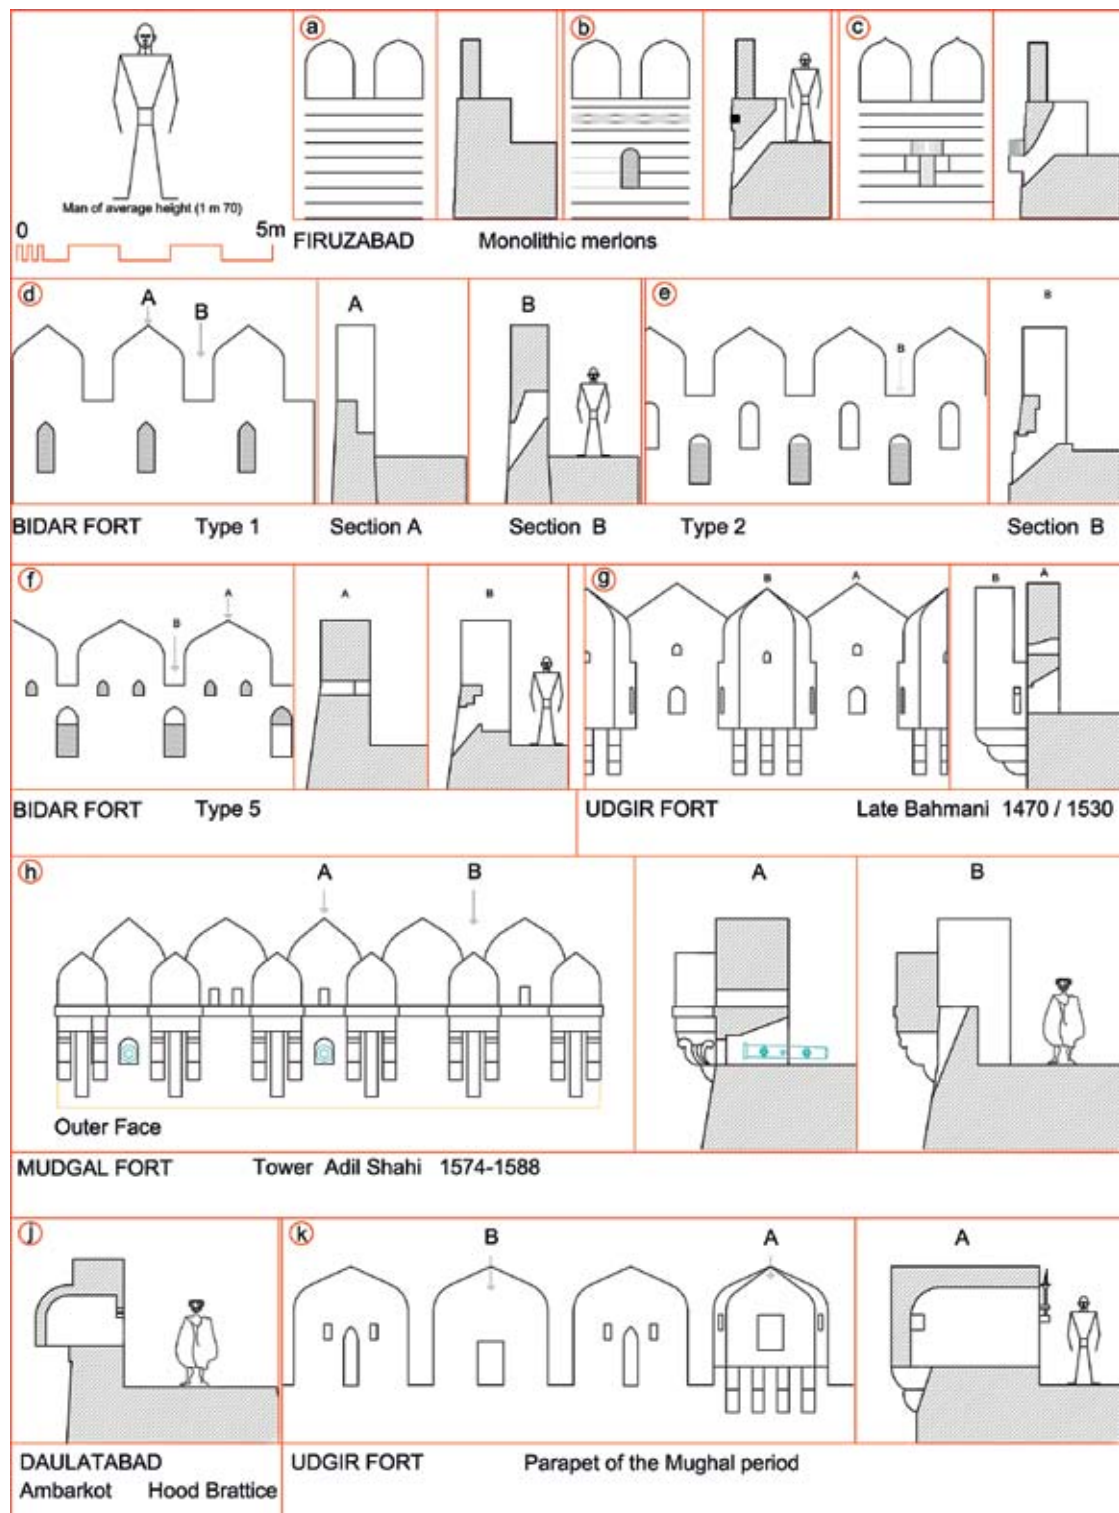 a
b
c
Man of average height (1 m 70)
0 5m
FIRUZABAD Monolithic merlons
d
A
B
A
B
e
B
B
BIDAR FORT Type 1 Section A Section B Type 2 Section B
f
A
B
A
B
g
B
A
B
A
BIDAR FORT Type 5
UDGIR FORT Late Bahmani 1470 / 1530
h
A
B
A
B
Outer Face
MUDGAL FORT Tower Adil Shahi 1574-1588
j
k
B
A
A
DAULATABAD
Ambarkot Hood Brattice
UDGIR FORT Parapet of the Mughal period